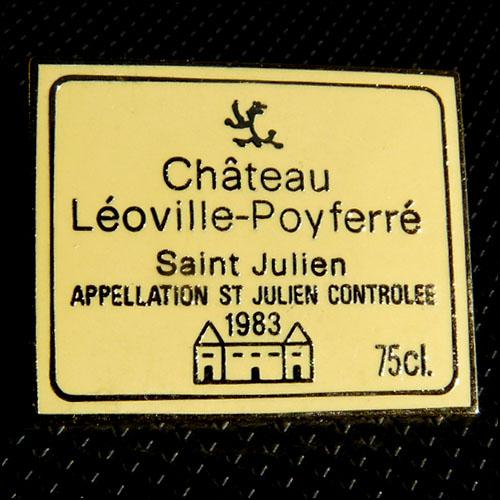 Château
Léoville-Poyferré
Saint Julien
APPELLATION ST JULIEN CONTROLEE
1983
75cl.